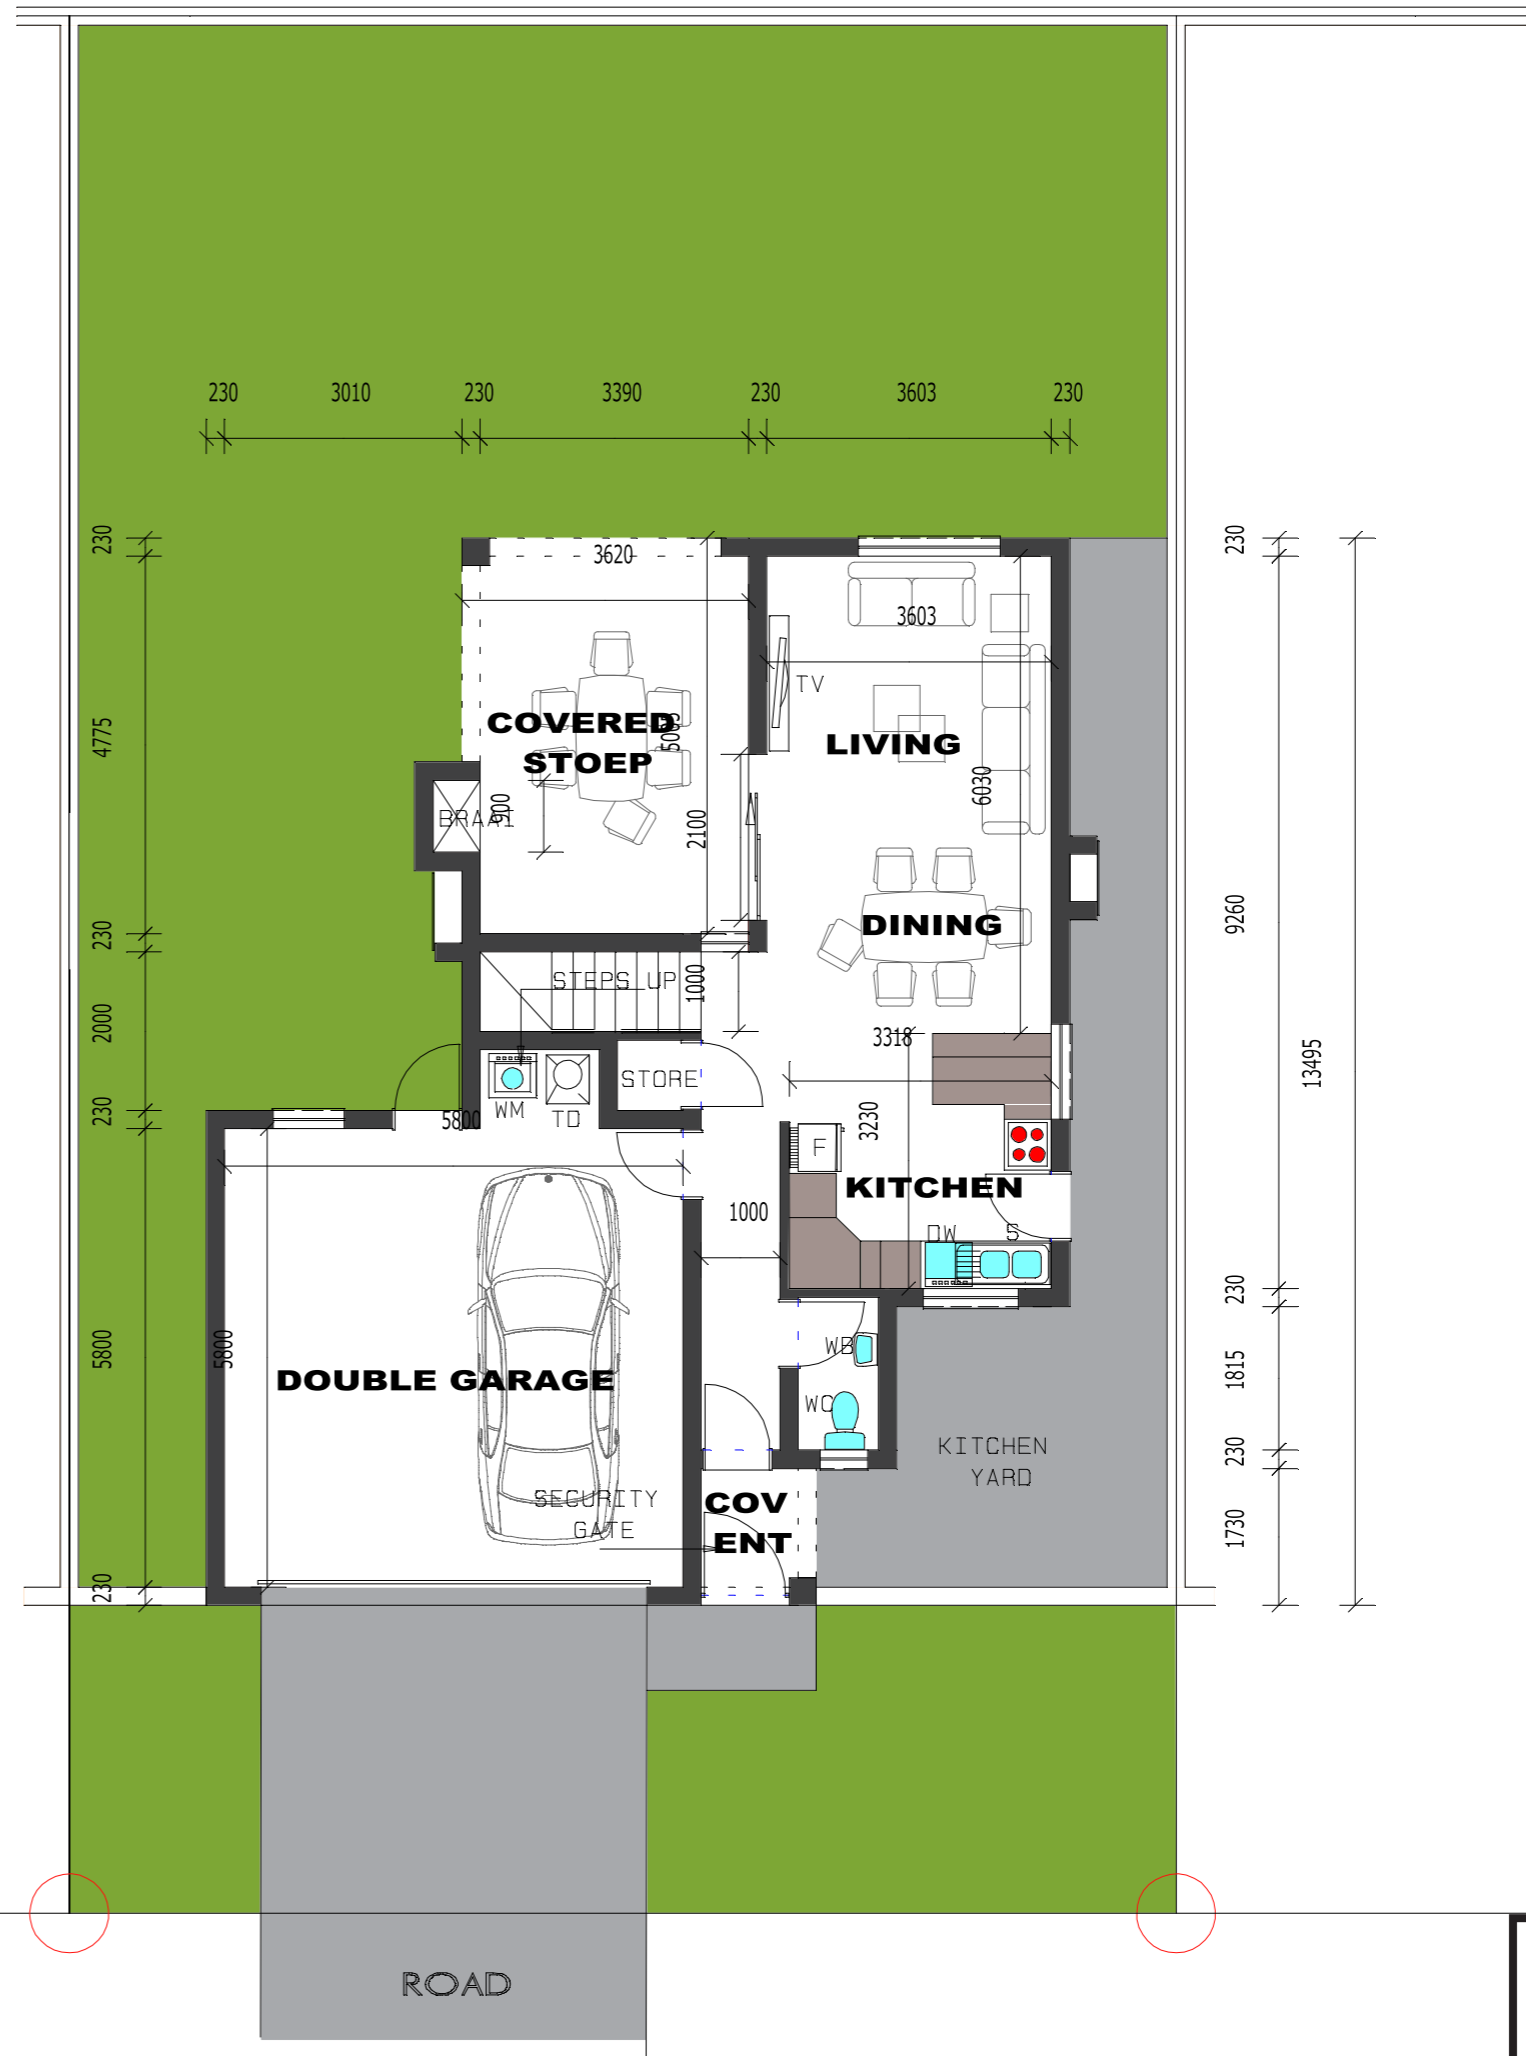 230 3010 230 3390 230 3603 230
230
4775
230
2000
230
5800
230
3620
3603
TV
COVERED
STOEP
5005
LIVING
6030
BRAAI
900
2100
DINING
STEPS UP
1000
3318
STORE
WM
TD
5800
3230
F
KITCHEN
1000
DW S
5800
DOUBLE GARAGE
WB
WC
KITCHEN
YARD
SECURITY
GATE
COV
ENT
230
9260
230
1815
230
1730
13495
ROAD